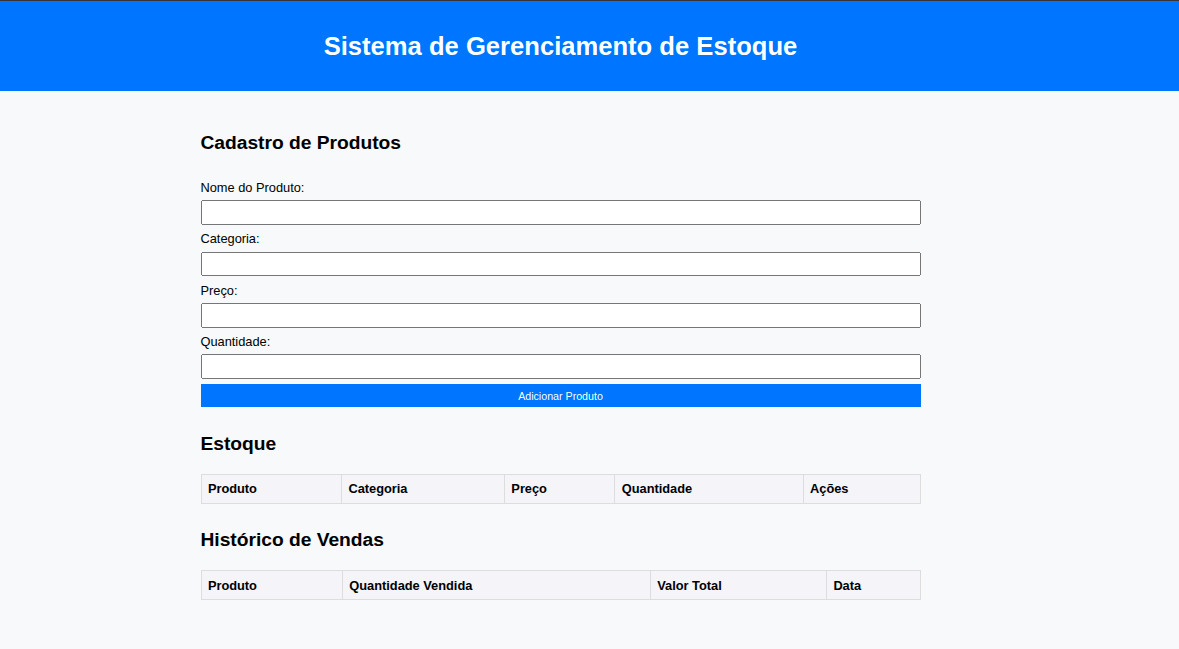 Sistema de Gerenciamento de Estoque
Cadastro de Produtos
Nome do Produto:
Categoria:
Preço:
Quantidade:
Adicionar Produto
Estoque
Produto Categoria Preço Quantidade Ações
Histórico de Vendas
Produto Quantidade Vendida Valor Total Data